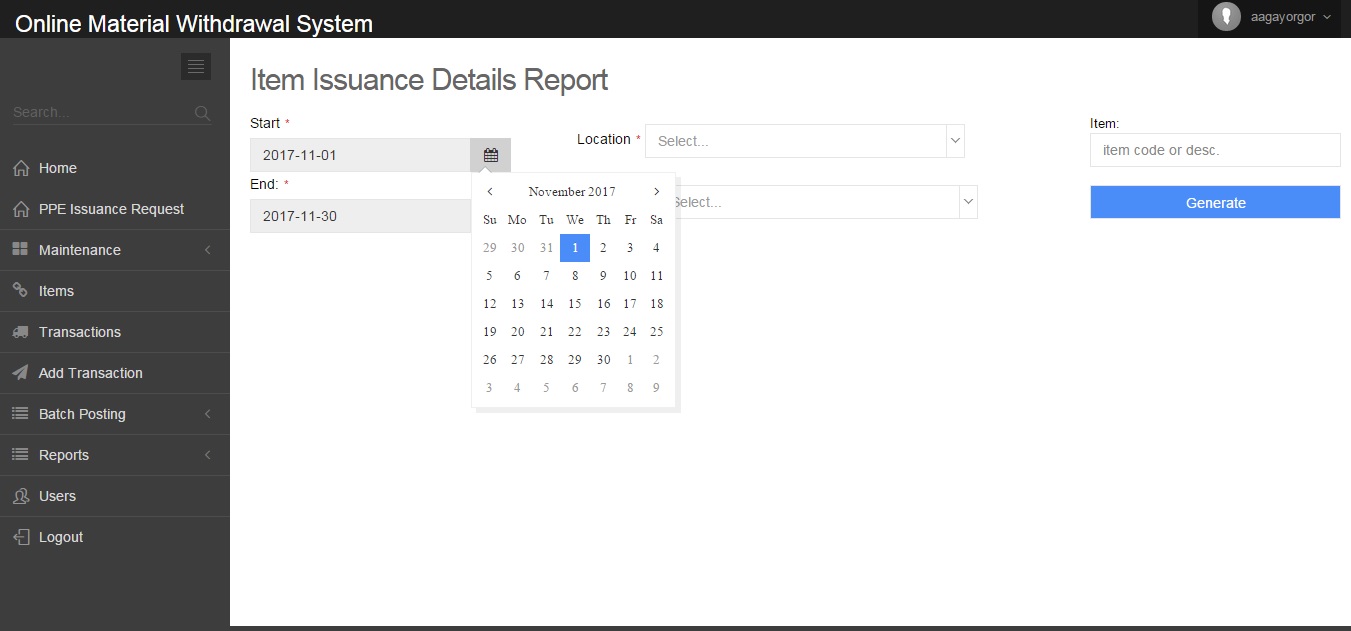 Online Material Withdrawal System
aagayorgor
Search...
Home
PPE Issuance Request
Maintenance
Items
Transactions
Add Transaction
Batch Posting
Reports
Users
Logout
Item Issuance Details Report
Start *
2017-11-01
End: *
2017-11-30
Location *
Select...
Select...
Item:
item code or desc.
Generate
November 2017
Su Mo Tu We Th Fr Sa
29 30 31 1 2 3 4
5 6 7 8 9 10 11
12 13 14 15 16 17 18
19 20 21 22 23 24 25
26 27 28 29 30 1 2
3 4 5 6 7 8 9